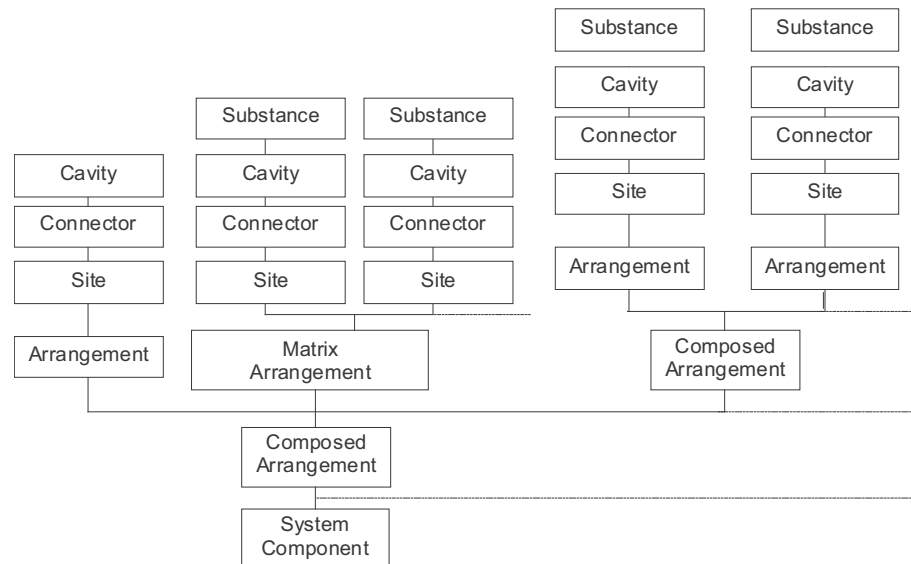 Substance
Substance
Cavity
Cavity
Substance
Substance
Connector
Connector
Cavity
Cavity
Cavity
Site
Site
Connector
Connector
Connector
Arrangement
Arrangement
Site
Site
Site
Arrangement
Matrix
Arrangement
Composed
Arrangement
Composed
Arrangement
System
Component